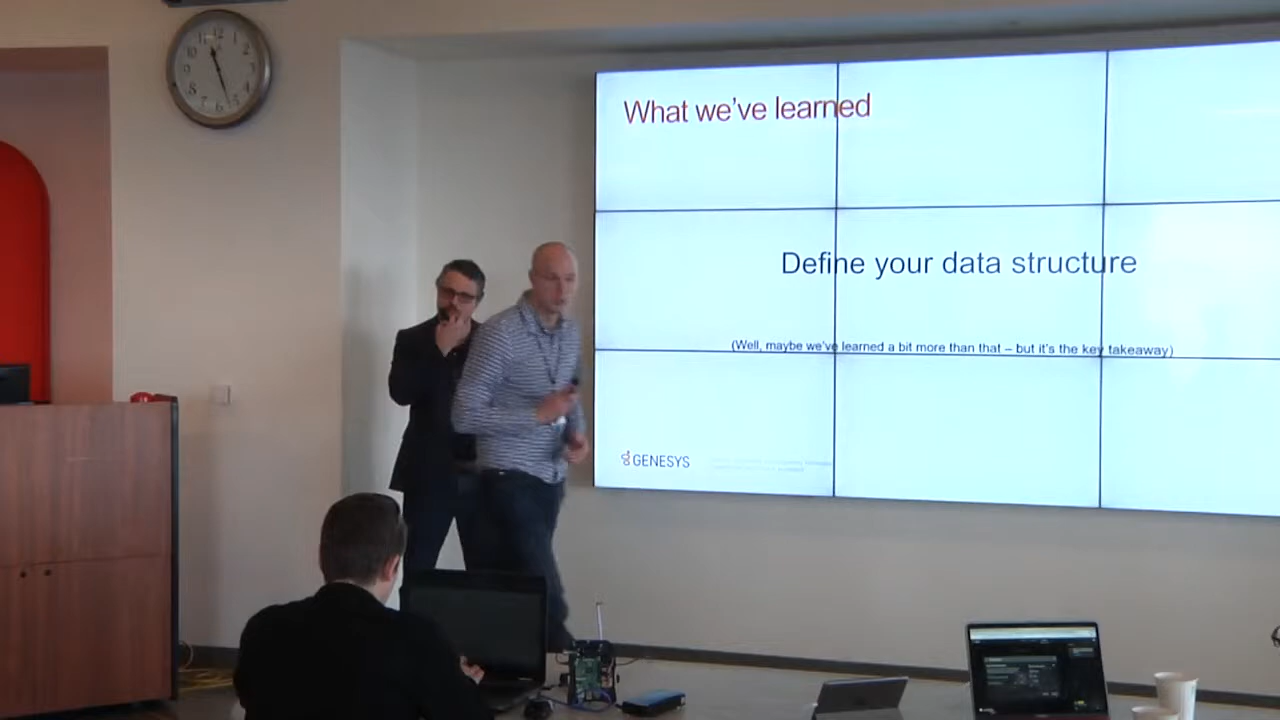 What we've learned
Define your data structure
(Well, maybe we've learned a bit more than that – but it's the key takeaway)
GENESYS